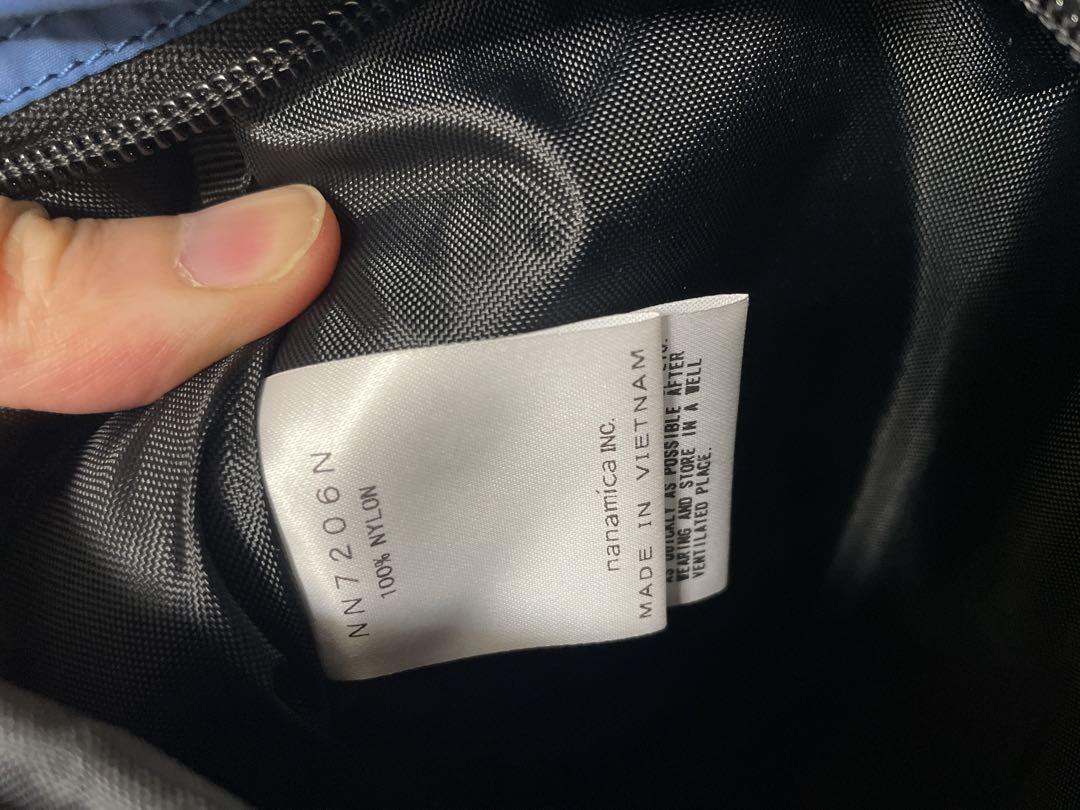 NN7206N
100% NYLON
nanamica INC.
MADE IN VIETNAM
AS QUICKLY AS POSSIBLE AFTER
WEARING AND STORE IN A WELL
VENTILATED PLACE.